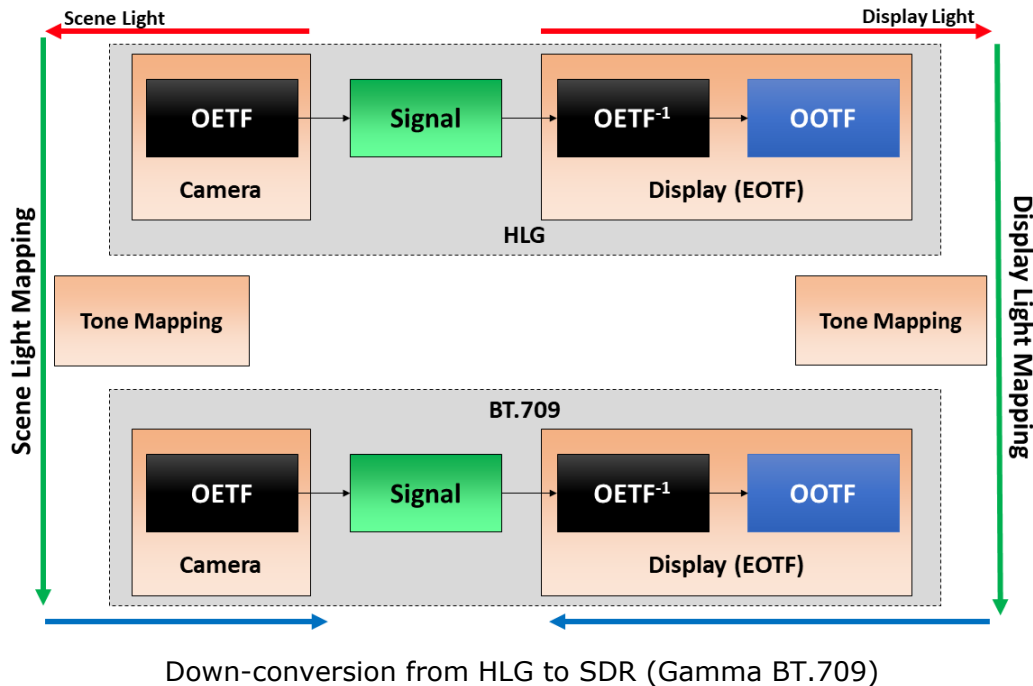 Scene Light
Display Light
OETF
Signal
OETF-1
OOTF
Camera
Display (EOTF)
HLG
Scene Light Mapping
Tone Mapping
Tone Mapping
Display Light Mapping
BT.709
OETF
Signal
OETF-1
OOTF
Camera
Display (EOTF)
Down-conversion from HLG to SDR (Gamma BT.709)